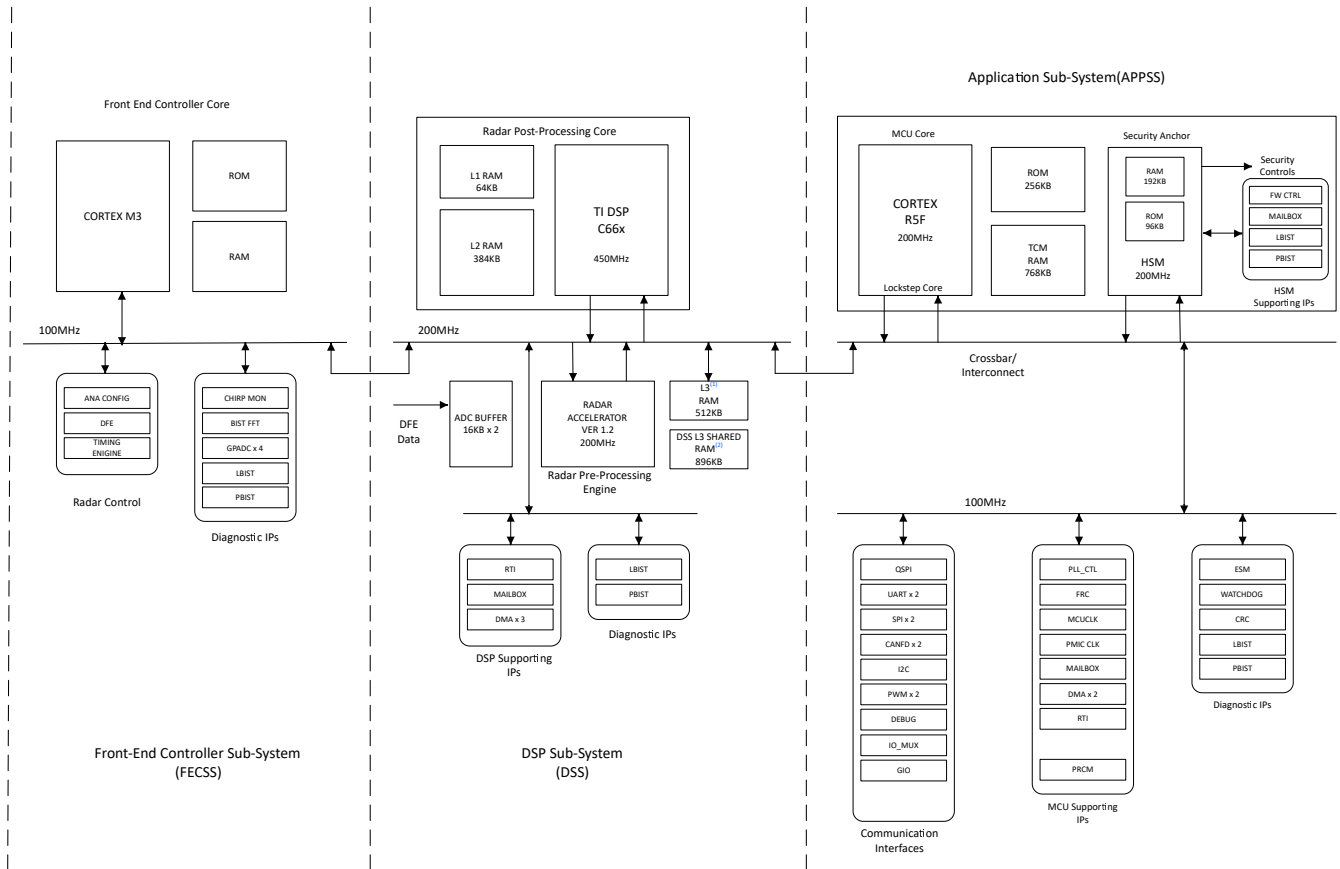 Front End Controller Core
CORTEX M3
ROM
RAM
100MHz
ANA CONFIG
DFE
TIMING
ENIGINE
Radar Control
CHIRP MON
BIST FFT
GPADC x 4
LBIST
PBIST
Diagnostic IPs
Front-End Controller Sub-System
(FECSS)
Radar Post-Processing Core
L1 RAM
64KB
L2 RAM
384KB
TI DSP
C66x
450MHz
200MHz
DFE
Data
ADC BUFFER
16KB x 2
RADAR
ACCELERATOR
VER 1.2
200MHz
Radar Pre-Processing
Engine
L3(1)
RAM
512KB
DSS L3 SHARED
RAM(2)
896KB
RTI
MAILBOX
DMA x 3
DSP Supporting
IPs
LBIST
PBIST
Diagnostic IPs
DSP Sub-System
(DSS)
Application Sub-System(APPSS)
MCU Core
CORTEX
R5F
200MHz
Lockstep Core
ROM
256KB
TCM
RAM
768KB
Security Anchor
RAM
192KB
ROM
96KB
HSM
200MHz
Security
Controls
FW CTRL
MAILBOX
LBIST
PBIST
HSM
Supporting IPs
Crossbar/
Interconnect
100MHz
QSPI
UART x 2
SPI x 2
CANFD x 2
I2C
PWM x 2
DEBUG
IO_MUX
GIO
Communication
Interfaces
PLL_CTL
FRC
MCUCLK
PMIC CLK
MAILBOX
DMA x 2
RTI
PRCM
MCU Supporting
IPs
ESM
WATCHDOG
CRC
LBIST
PBIST
Diagnostic IPs